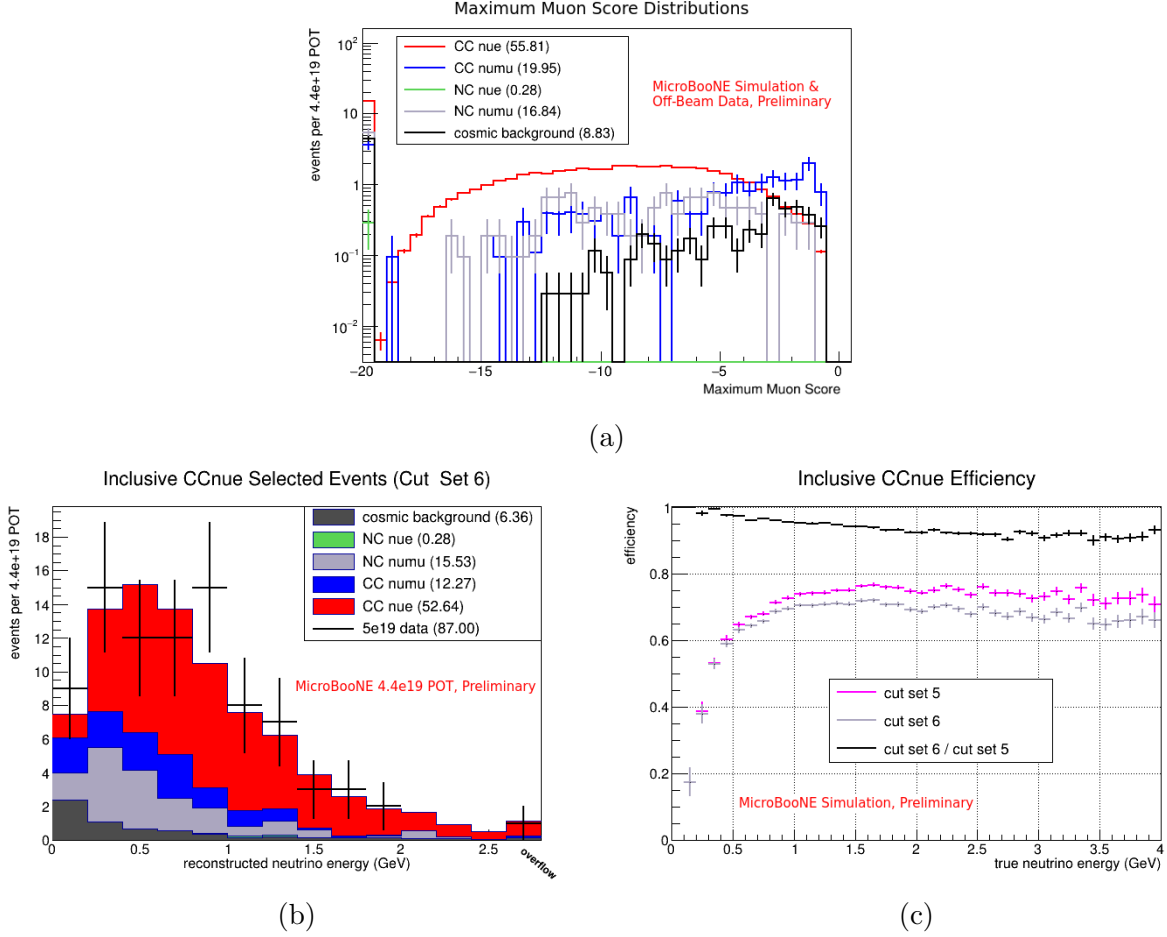 Maximum Muon Score Distributions
events per 4.4e+19 POT
10²
10
1
10⁻¹
10⁻²
CC nue (55.81)
CC numu (19.95)
NC nue (0.28)
NC numu (16.84)
cosmic background (8.83)
MicroBooNE Simulation &
Off-Beam Data, Preliminary
−20 −15 −10 −5 0
Maximum Muon Score
(a)
Inclusive CCnue Selected Events (Cut Set 6)
events per 4.4e+19 POT
18
16
14
12
10
8
6
4
2
0
cosmic background (6.36)
NC nue (0.28)
NC numu (15.53)
CC numu (12.27)
CC nue (52.64)
5e19 data (87.00)
MicroBooNE 4.4e19 POT, Preliminary
0 0.5 1 1.5 2 2.5
overflow
reconstructed neutrino energy (GeV)
(b)
Inclusive CCnue Efficiency
efficiency
1
0.8
0.6
0.4
0.2
0
cut set 5
cut set 6
cut set 6 / cut set 5
MicroBooNE Simulation, Preliminary
0 0.5 1 1.5 2 2.5 3 3.5 4
true neutrino energy (GeV)
(c)